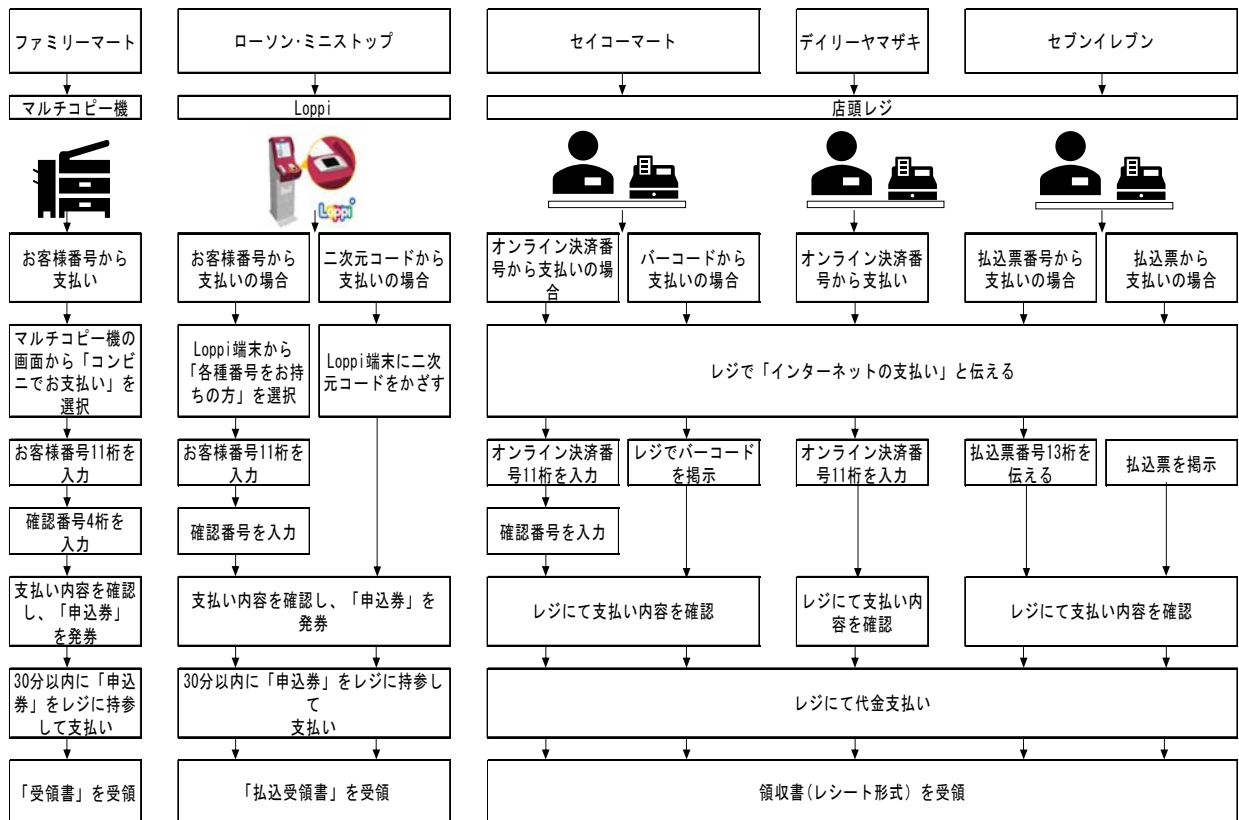 ファミリーマート
ローソン･ミニストップ
セイコーマート
デイリーヤマザキ
セブンイレブン
マルチコピー機
Loppi
店頭レジ
Loppi
お客様番号から
支払い
お客様番号から
支払いの場合
二次元コードから
支払いの場合
オンライン決済番
号から支払いの場
合
バーコードから
支払いの場合
オンライン決済番
号から支払い
払込票番号から
支払いの場合
払込票から
支払いの場合
マルチコピー機の
画面から「コンビ
ニでお支払い」を
選択
Loppi端末から
「各種番号をお持
ちの方」を選択
Loppi端末に二次
元コードをかざす
レジで「インターネットの支払い」と伝える
お客様番号11桁を
入力
お客様番号11桁を
入力
オンライン決済番
号11桁を入力
レジでバーコード
を掲示
オンライン決済番
号11桁を入力
払込票番号13桁を
伝える
払込票を掲示
確認番号4桁を
入力
確認番号を入力
確認番号を入力
支払い内容を確認
し、「申込券」
を発券
支払い内容を確認し、「申込券」を
発券
レジにて支払い内容を確認
レジにて支払い内
容を確認
レジにて支払い内容を確認
30分以内に「申込
券」をレジに持参
して支払い
30分以内に「申込券」をレジに持参し
て
支払い
レジにて代金支払い
「受領書」を受領
「払込受領書」を受領
領収書(レシート形式) を受領